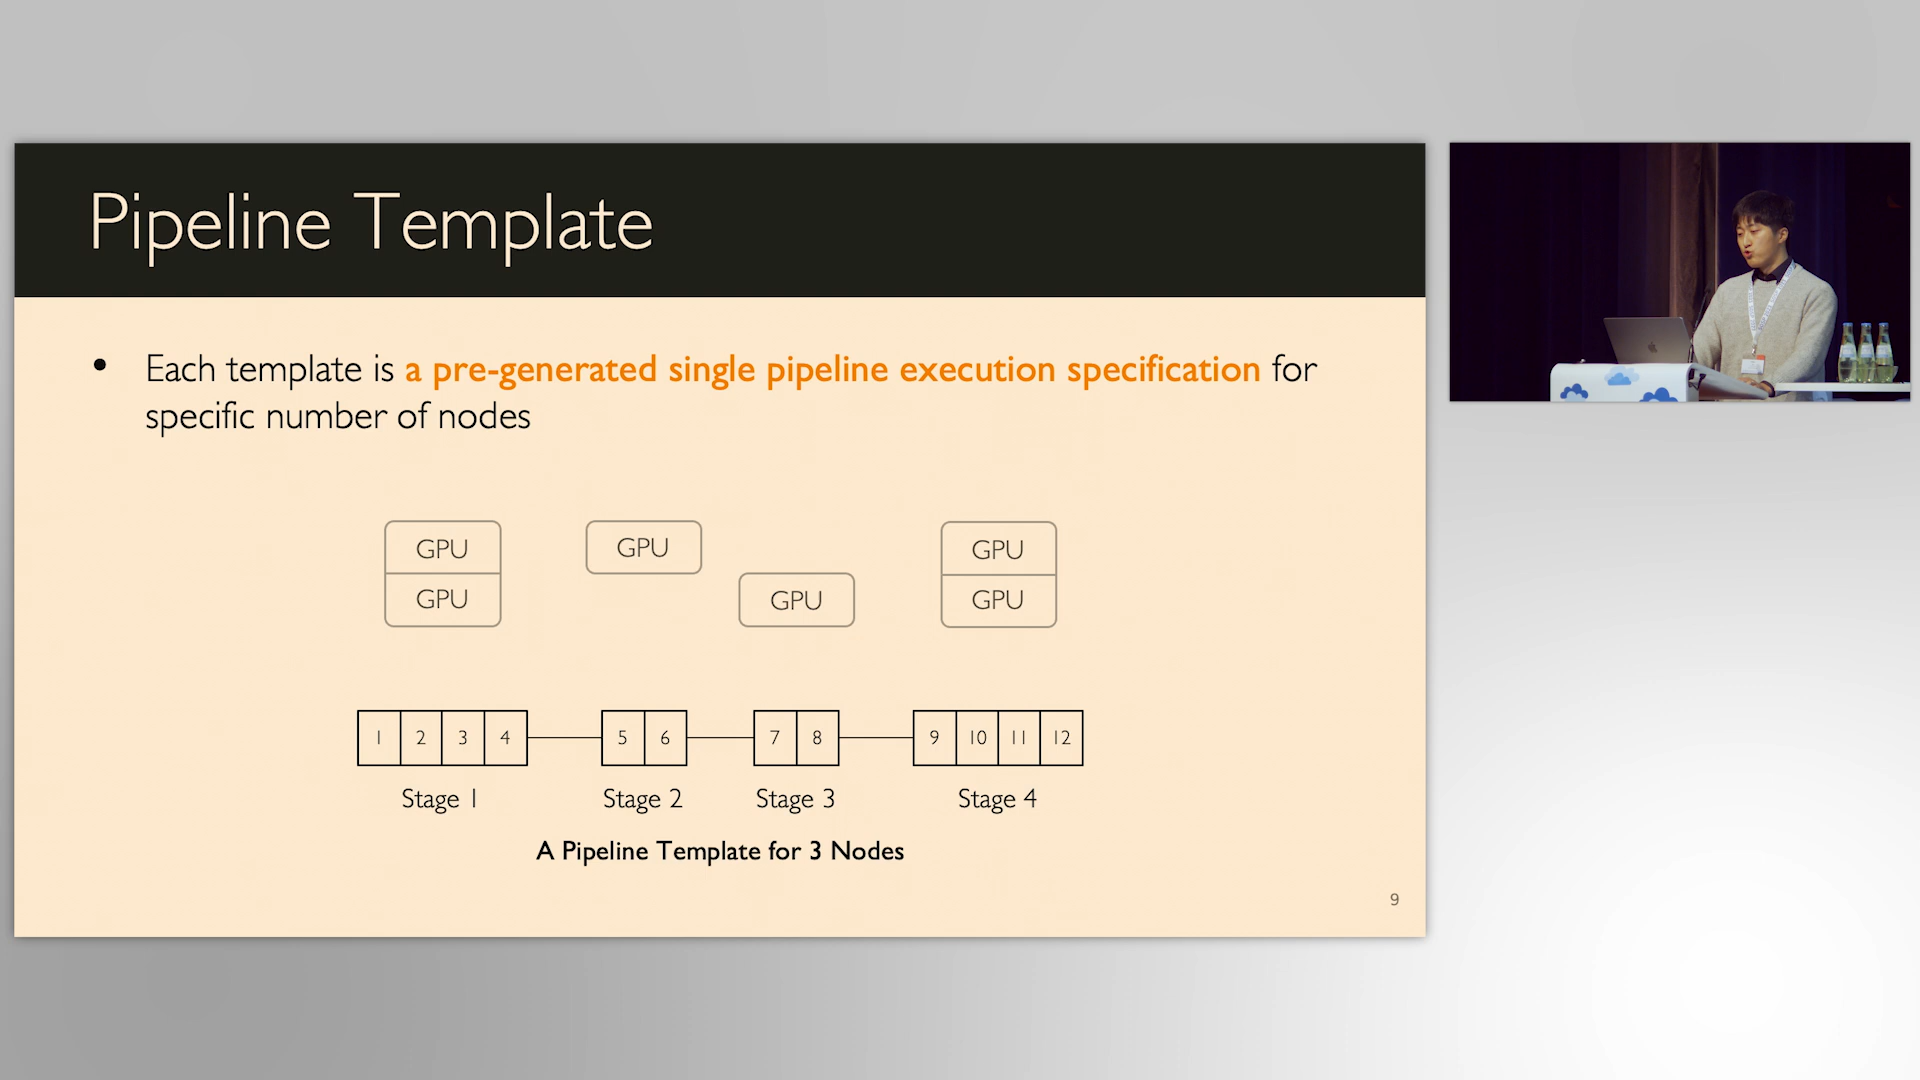 Pipeline Template
• Each template is a pre-generated single pipeline execution specification for
specific number of nodes
GPU
GPU
GPU
GPU
GPU
GPU
1 2 3 4 5 6 7 8 9 10 11 12
Stage 1 Stage 2 Stage 3 Stage 4
A Pipeline Template for 3 Nodes
9